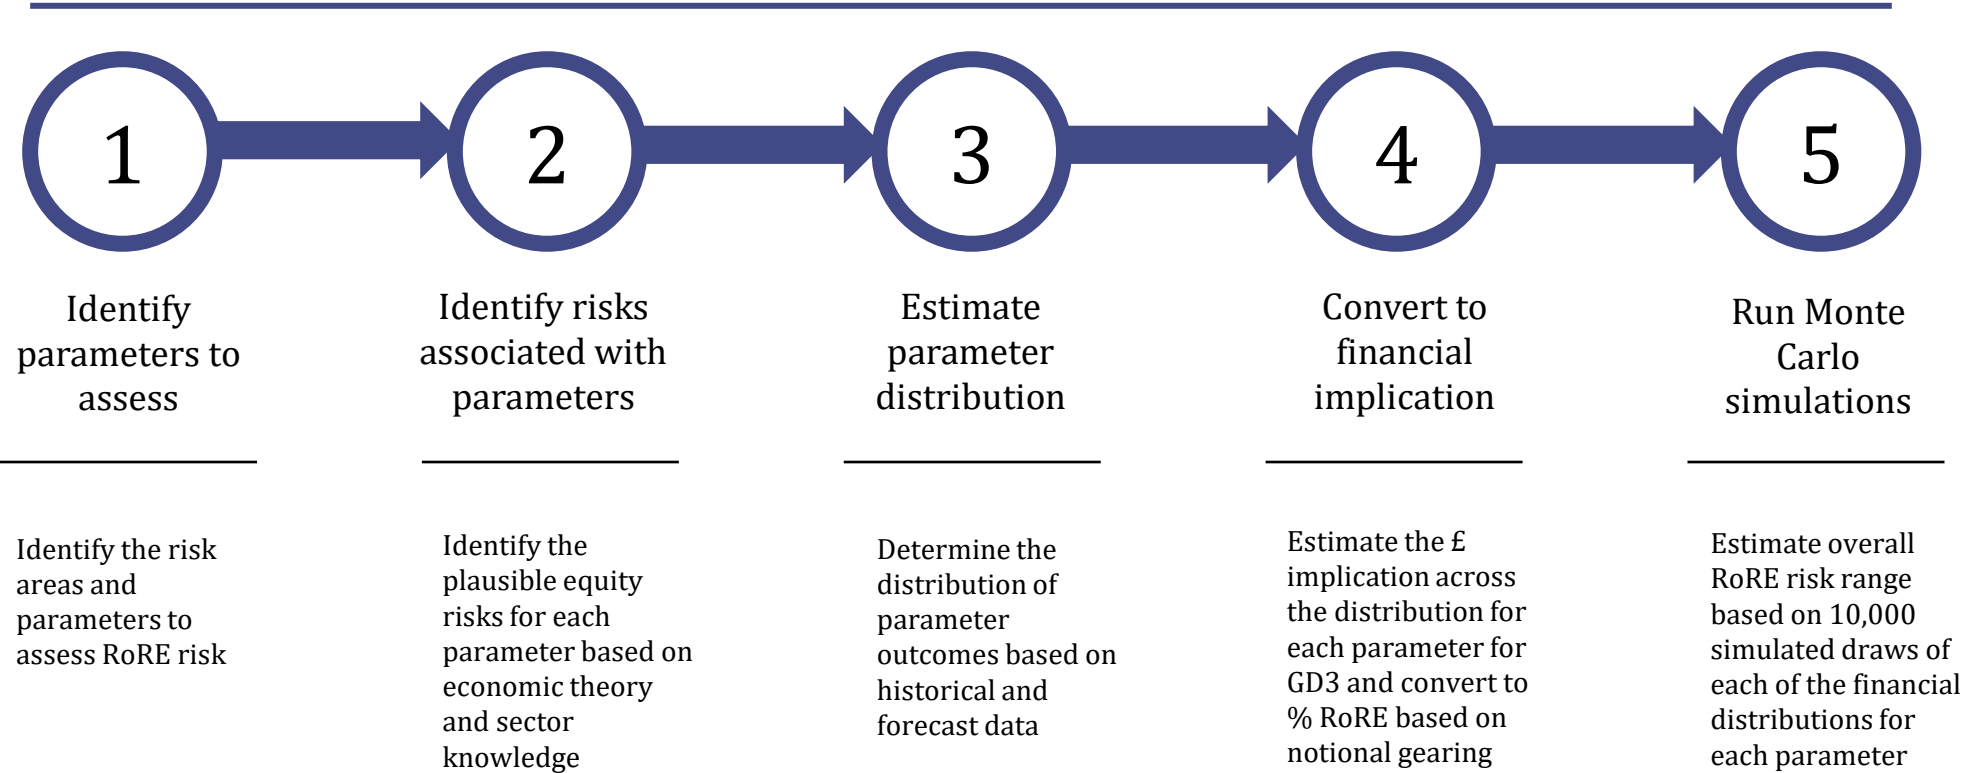 1
Identify
parameters to
assess
Identify the risk
areas and
parameters to
assess RoRE risk
2
Identify risks
associated with
parameters
Identify the
plausible equity
risks for each
parameter based on
economic theory
and sector
knowledge
3
Estimate
parameter
distribution
Determine the
distribution of
parameter
outcomes based on
historical and
forecast data
4
Convert to
financial
implication
Estimate the £
implication across
the distribution for
each parameter for
GD3 and convert to
% RoRE based on
notional gearing
5
Run Monte
Carlo
simulations
Estimate overall
RoRE risk range
based on 10,000
simulated draws of
each of the financial
distributions for
each parameter